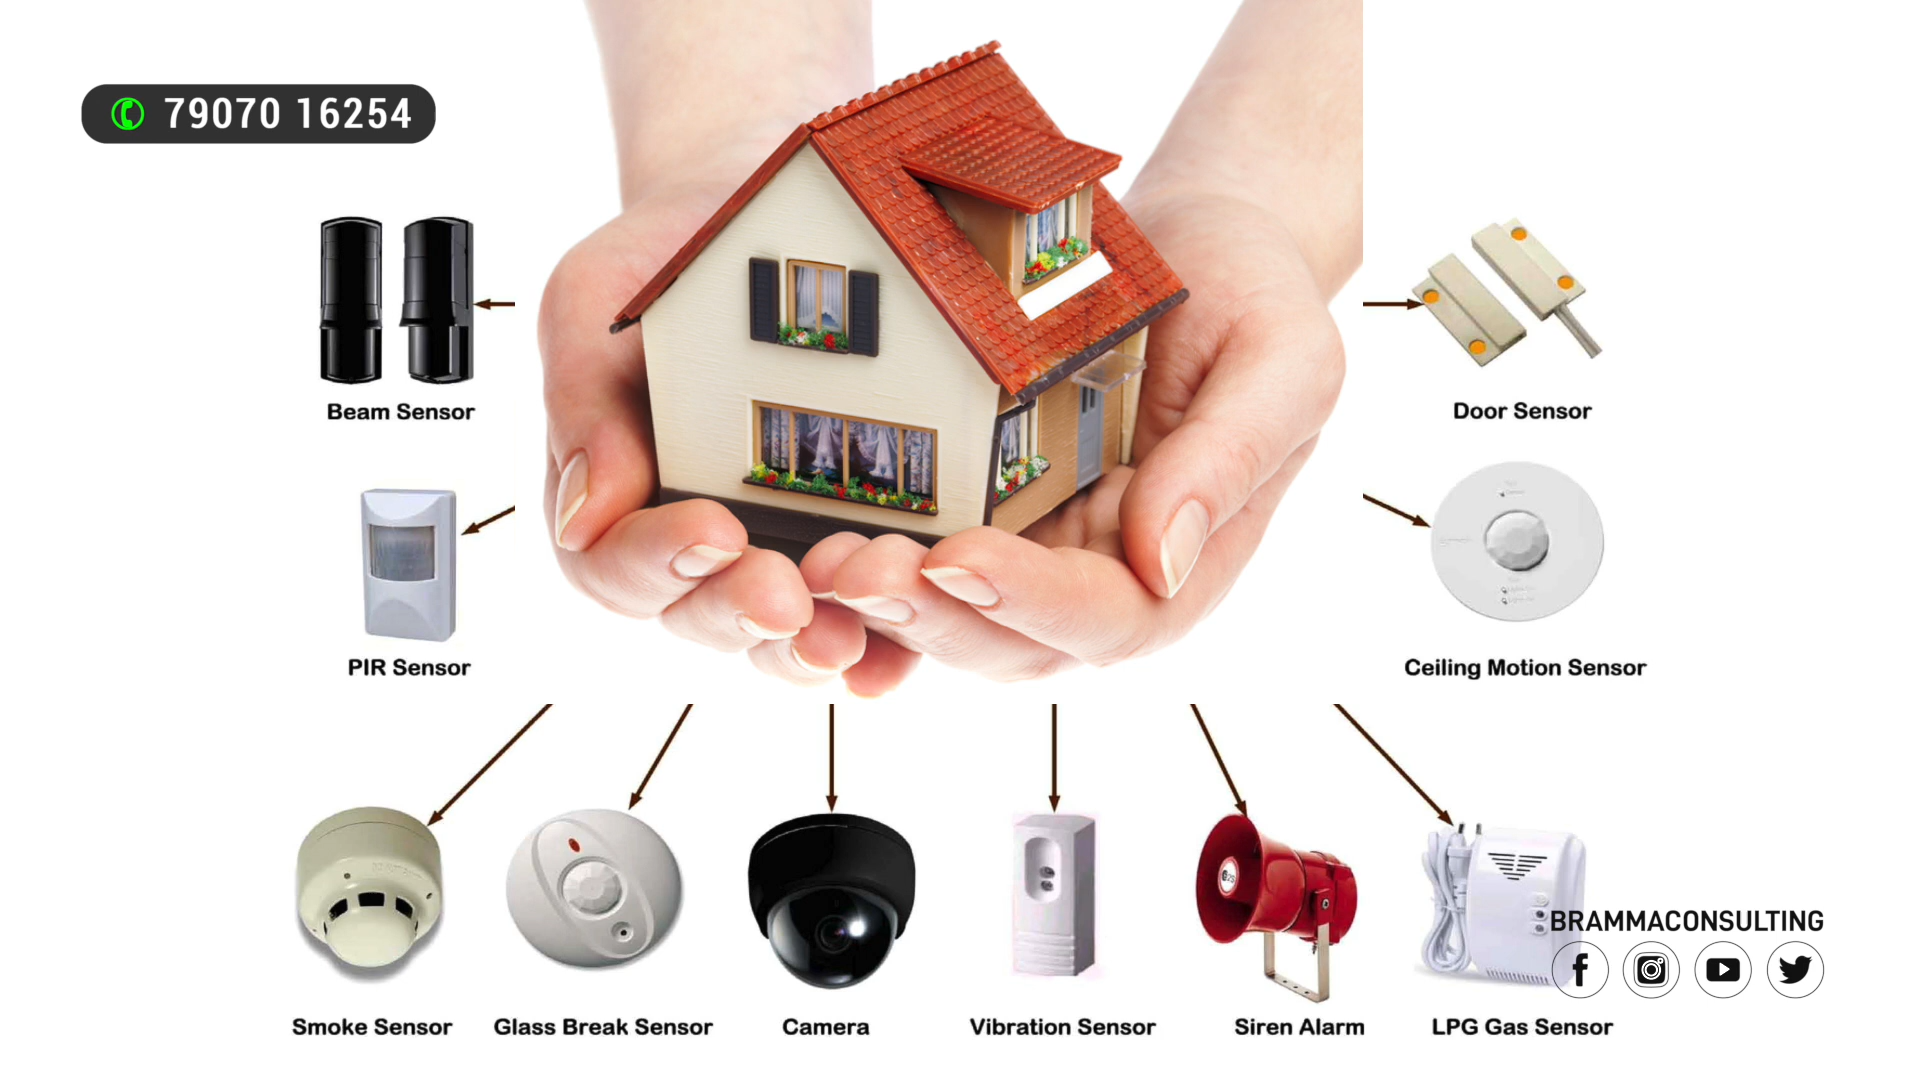 79070 16254
Beam Sensor
Door Sensor
PIR Sensor
Ceiling Motion Sensor
BRAMMACONSULTING
Smoke Sensor
Glass Break Sensor
Camera
Vibration Sensor
Siren Alarm
LPG Gas Sensor